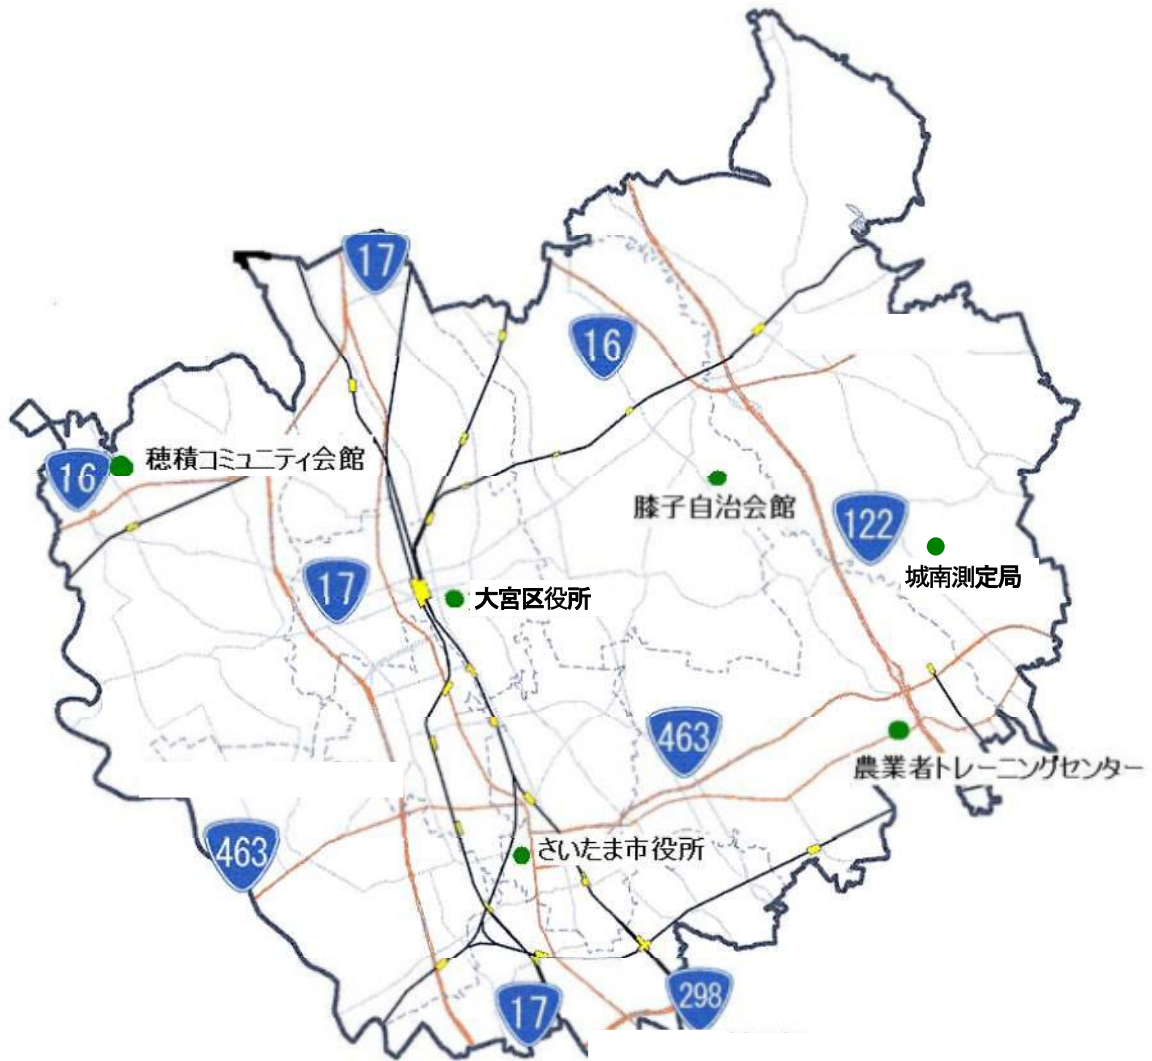 17
16
穂積コミュニティ会館
16
膝子自治会館
122
城南測定局
17
大宮区役所
463
農業者トレーニングセンター
463
さいたま市役所
17
298